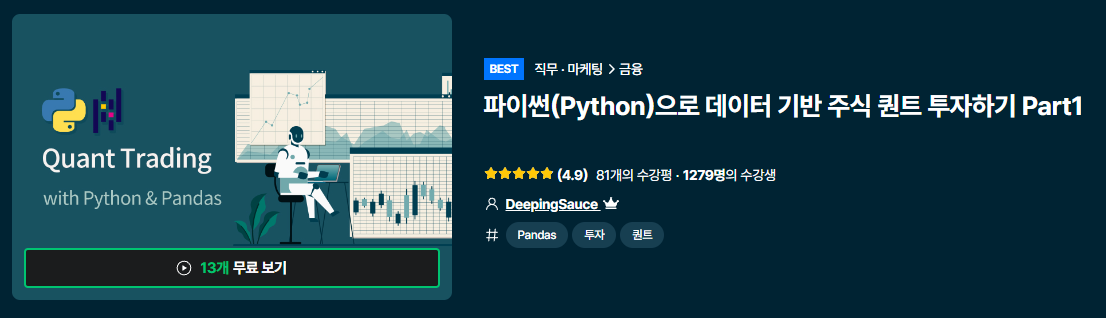 Quant Trading
with Python & Pandas
13개 무료 보기
BEST 직무 · 마케팅 > 금융
파이썬(Python)으로 데이터 기반 주식 퀀트 투자하기 Part1
(4.9) 81개의 수강평 · 1279명의 수강생
DeepingSauce
# Pandas 투자 퀀트